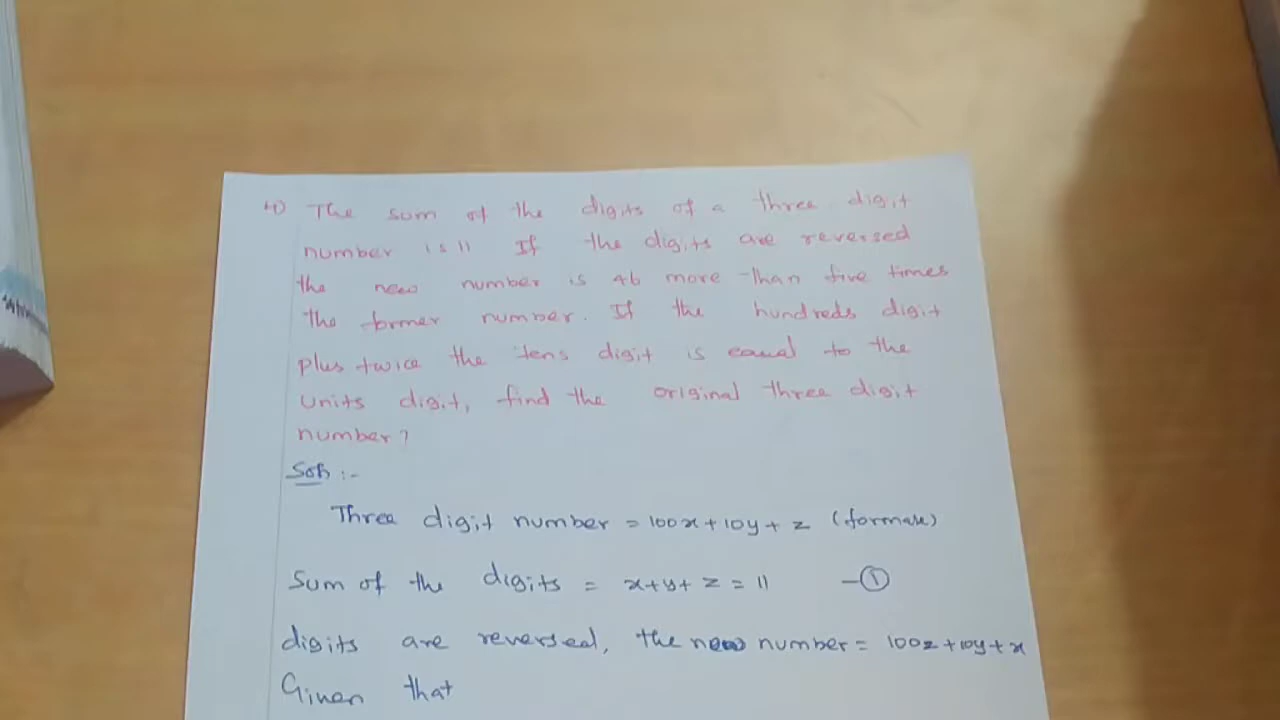 4) The sum of the digits of a three digit
number is 11 If the digits are reversed
the new number is 46 more than five times
the former number. If the hundreds digit
plus twice the tens digit is equal to the
units digit, find the original three digit
number?
Sol :-
Three digit number = 100x+10y+z (former)
Sum of the digits = x+y+z = 11 -①
digits are reversed, the new number = 100z+10y+x
Given that